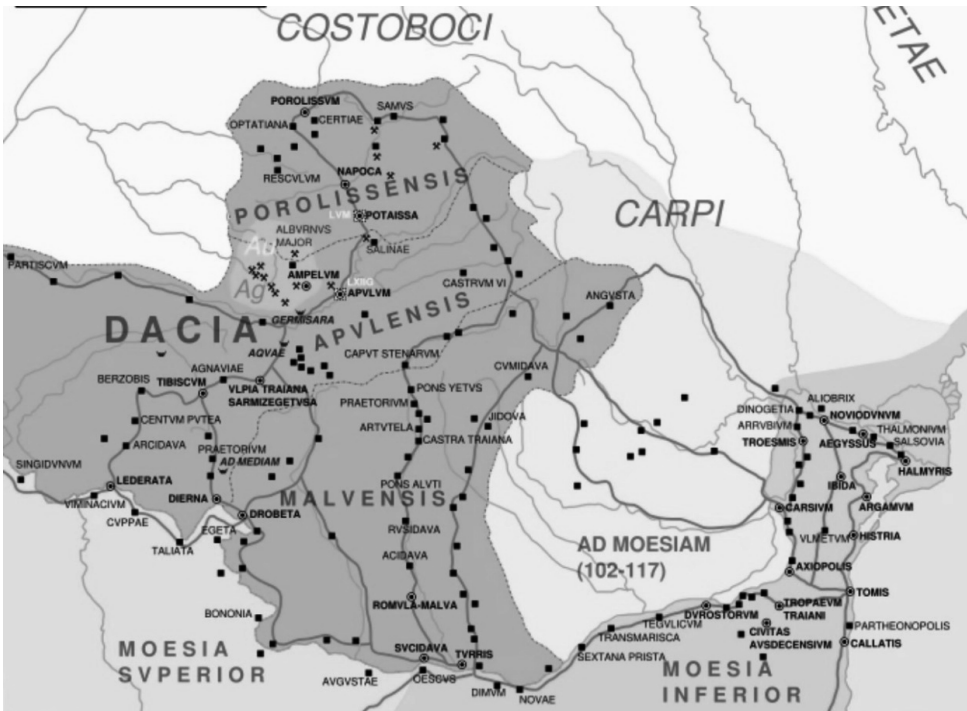 COSTOBOCI
ETAE
POROLISSVM
CERTIAE
SAMVS
OPTATIANA
RESCVLVM
NAPOCA
POROLISSENSIS
CARPI
LVM
POTAISSA
ALBVRNVS
MAJOR
SALINAE
Au
PARTISCVM
AMPELVM
LXIIIG
Ag
APVLVM
CASTRVM VI
ANGVSTA
GERMISARA
DACIA
APVLENSIS
AQVAE
CAPVT STENARVM
AGNAVIAE
CVMIDAVA
BERZOBIS
TIBISCVM
VLPIA TRAIANA
SARMIZEGETVSA
PONS VETVS
PRAETORIVM
ALIOBRIX
DINOGETIA
NOVIODVNVM
CENTVM PVTEA
ARTVTELA
JIDOVA
ARRVBIVM
THALMONIVM
ARCIDAVA
PRAETORIVM
CASTRA TRAIANA
TROESMIS
AEGYSSUS
SALSOVIA
SINGIDVNVM
AD MEDIAM
HALMYRIS
LEDERATA
PONS ALVTI
IBIDA
VIMINACIVM
DIERNA
MALVENSIS
ARGAMVM
CVPPAE
DROBETA
CARSIVM
EGETA
RVSIDAVA
VLMETVM
HISTRIA
TALIATA
AD MOESIAM
(102-117)
ACIDAVA
AXIOPOLIS
ROMVLA-MALVA
TOMIS
BONONIA
DVROSTORVM
TROPAEVM
TRAIANI
TEGVLICVM
PARTHEONOPOLIS
TRANSMARISCA
CIVITAS
AVSDECENSIVM
CALLATIS
MOESIA
SVPERIOR
SVCIDAVA
TVRRIS
SEXTANA PRISTA
MOESIA
INFERIOR
AVGVSTAE
OESCVS
DIMVM
NOVAE